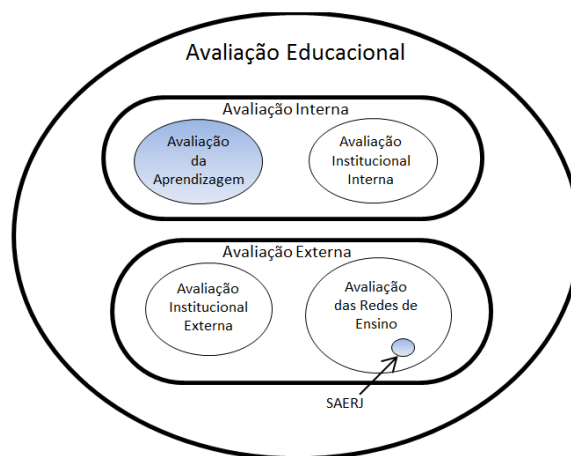 Avaliação Educacional
Avaliação Interna
Avaliação
da
Aprendizagem
Avaliação
Institucional
Interna
Avaliação Externa
Avaliação
Institucional
Externa
Avaliação
das Redes de
Ensino
SAERJ